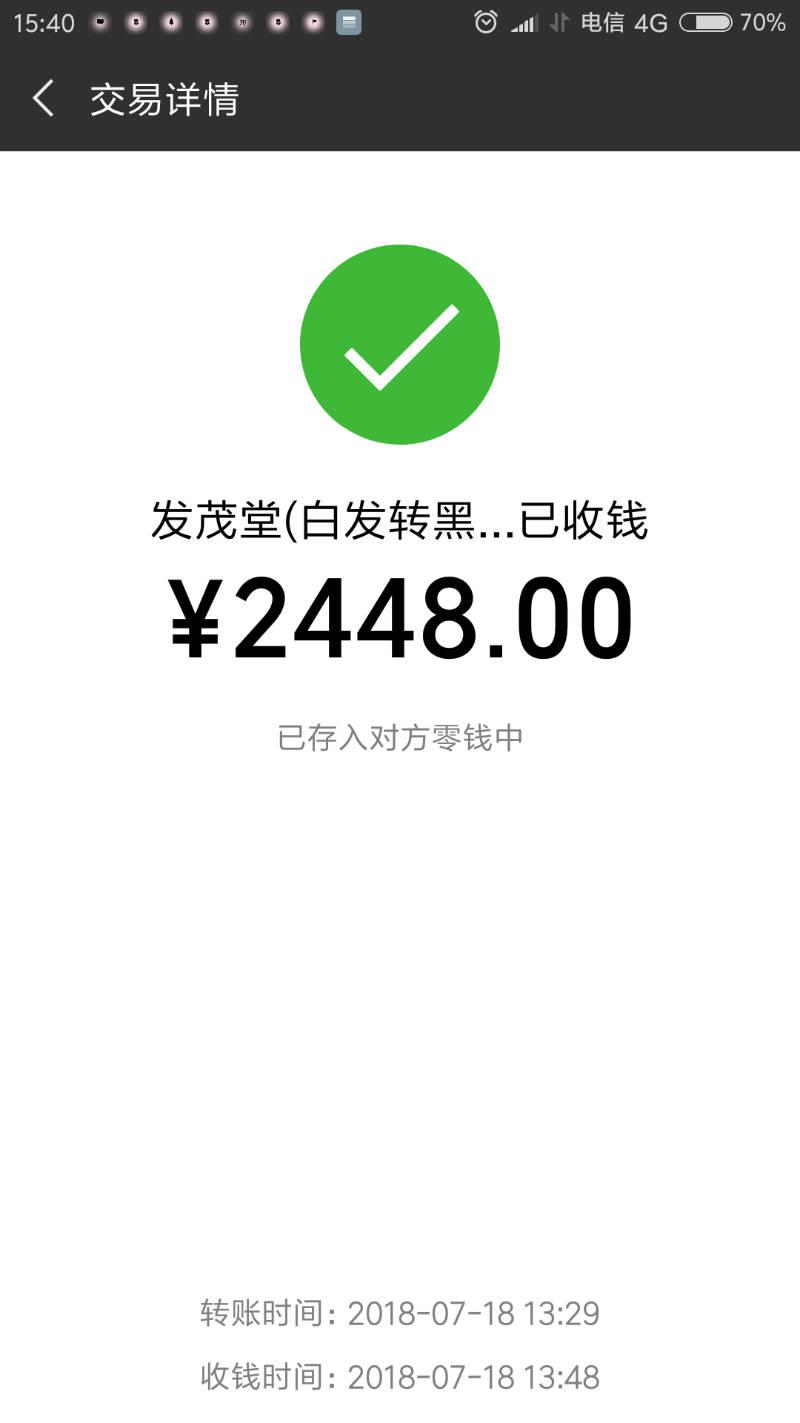 15:40 电信 4G 70%
交易详情
发茂堂(白发转黑...已收钱
¥2448.00
已存入对方零钱中
转账时间: 2018-07-18 13:29
收钱时间: 2018-07-18 13:48